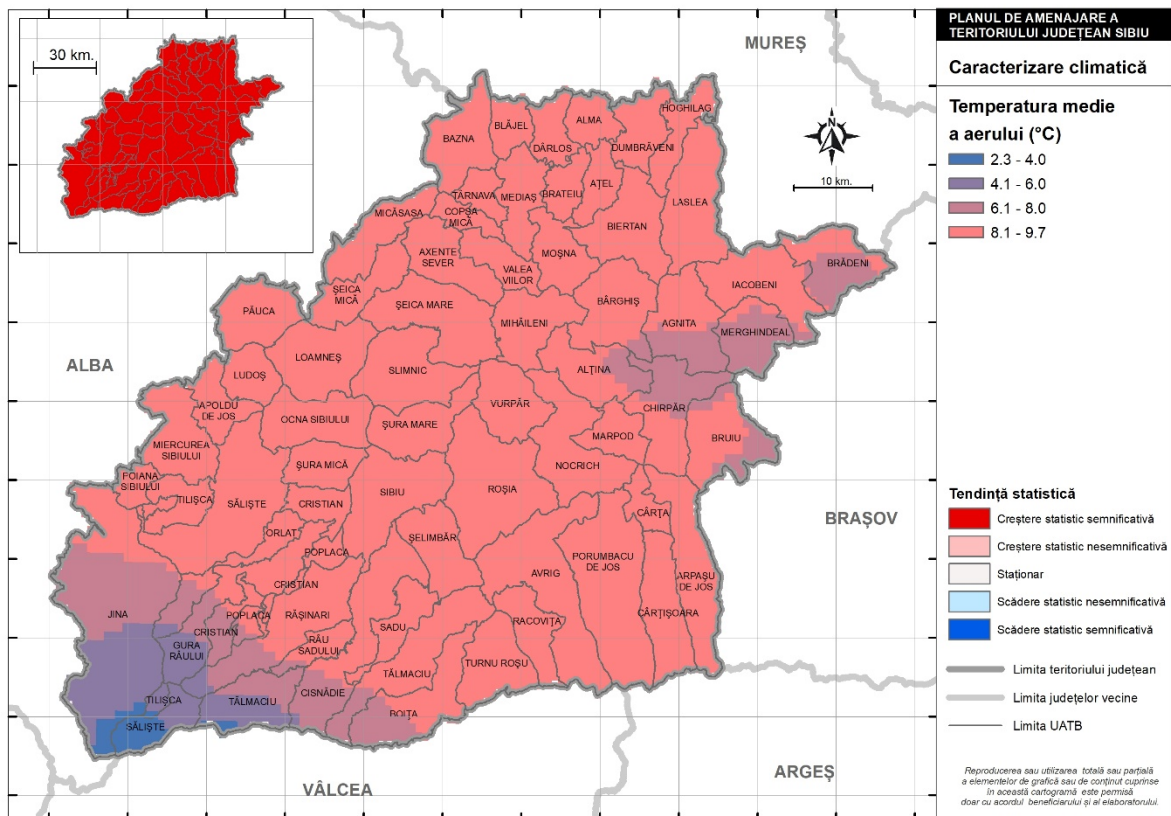 30 km.
MUREȘ
ALBA
BRAȘOV
VÂLCEA
ARGEȘ
N
10 km.
HOGHILAG
BLĂJEL
ALMA
BAZNA
DÂRLOS
DUMBRĂVENI
AȚEL
TÂRNAVA
MEDIAȘ
BRATEIU
LASLEA
MICĂSASA
COPȘA
MICĂ
BIERTAN
AXENTE
SEVER
MOȘNA
VALEA
VIILOR
BRĂDENI
IACOBENI
ȘEICA
MICĂ
ȘEICA MARE
BÂRGHIȘ
PĂUCA
MIHĂILENI
AGNITA
MERGHINDEAL
LOAMNEȘ
SLIMNIC
ALȚINA
LUDOȘ
VURPĂR
CHIRPĂR
APOLDU
DE JOS
OCNA SIBIULUI
ȘURA MARE
MARPOD
BRUIU
MIERCUREA
SIBIULUI
NOCRICH
ȘURA MICĂ
SIBIU
POIANA
SIBIULUI
TILIȘCA
SĂLIȘTE
CRISTIAN
ROȘIA
CÂRȚA
ORLAT
ȘELIMBĂR
POPLACA
PORUMBACU
DE JOS
AVRIG
ARPAȘU
DE JOS
CRISTIAN
JINA
POPLACA
RĂȘINARI
CÂRȚIȘOARA
CRISTIAN
SADU
RACOVIȚA
GURA
RÂULUI
RÂU
SADULUI
TURNU ROȘU
TĂLMACIU
CISNĂDIE
TILIȘCA
TĂLMACIU
BOIȚA
SĂLIȘTE
PLANUL DE AMENAJARE A
TERITORIULUI JUDEȚEAN SIBIU
Caracterizare climatică
Temperatura medie
a aerului (°C)
2.3 - 4.0
4.1 - 6.0
6.1 - 8.0
8.1 - 9.7
Tendință statistică
Creștere statistic semnificativă
Creștere statistic nesemnificativă
Staționar
Scădere statistic nesemnificativă
Scădere statistic semnificativă
Limita teritoriului județean
Limita județelor vecine
Limita UATB
Reproducerea sau utilizarea totală sau parțială
a elementelor de grafică sau de conținut cuprinse
în această cartogramă este permisă
doar cu acordul beneficiarului și al elaboratorului.